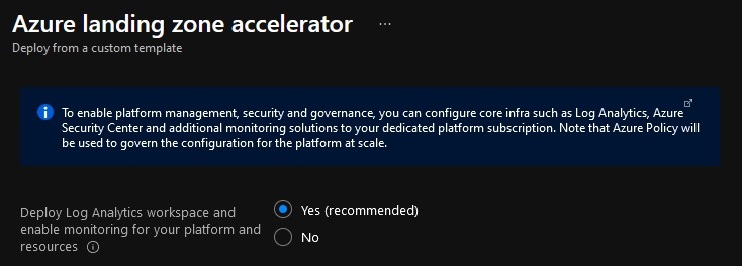 Azure landing zone accelerator ...
Deploy from a custom template
To enable platform management, security and governance, you can configure core infra such as Log Analytics, Azure
Security Center and additional monitoring solutions to your dedicated platform subscription. Note that Azure Policy will
be used to govern the configuration for the platform at scale.
Deploy Log Analytics workspace and
enable monitoring for your platform and
resources
Yes (recommended)
No